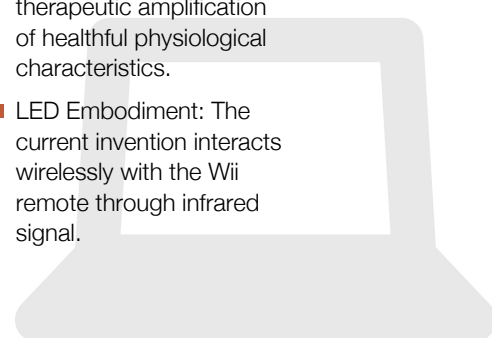 therapeutic amplification
of healthful physiological
characteristics.
LED Embodiment: The
current invention interacts
wirelessly with the Wii
remote through infrared
signal.